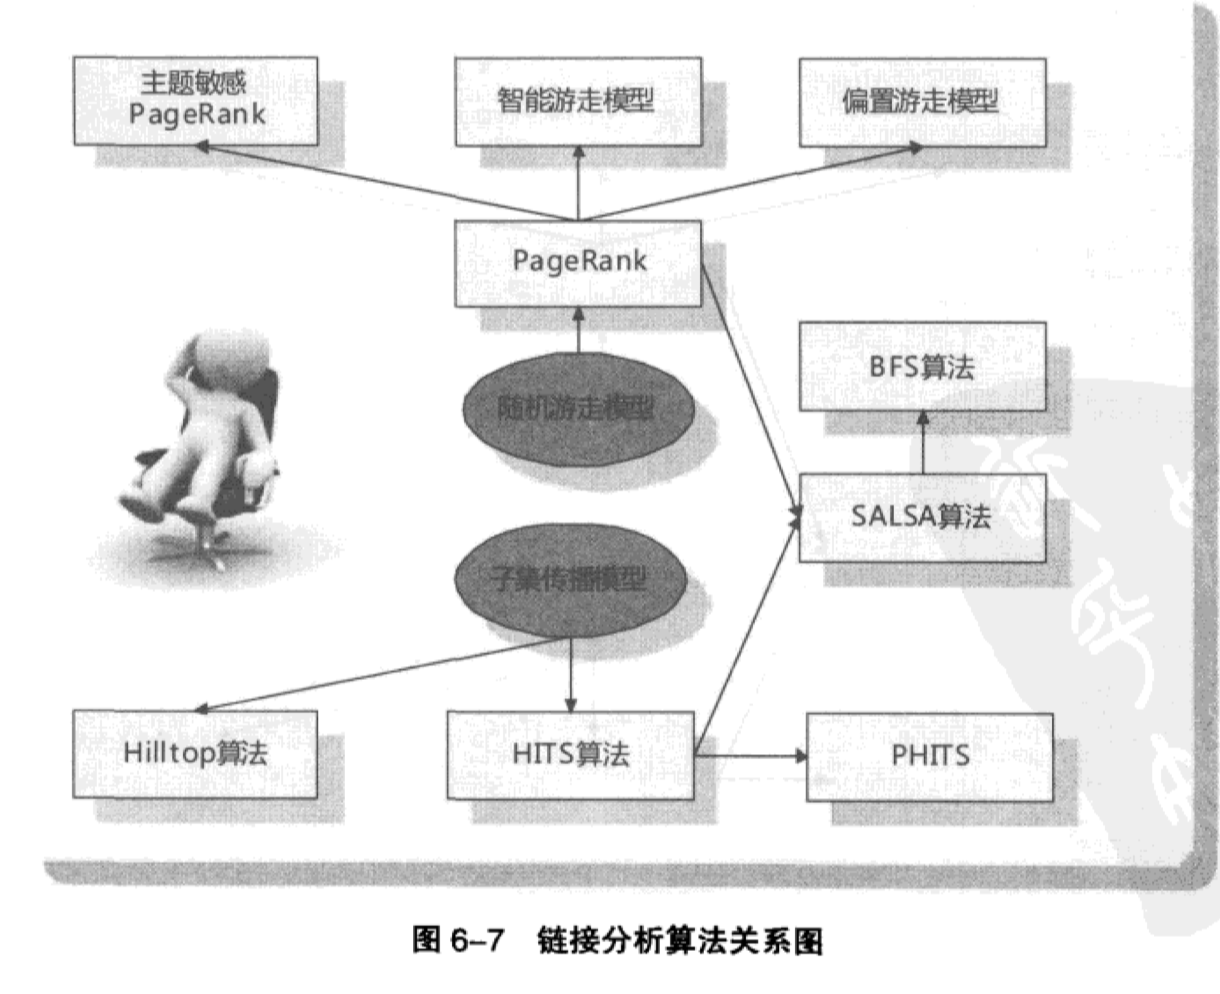 主题敏感
PageRank
智能游走模型
偏置游走模型
PageRank
随机游走模型
BFS算法
SALSA算法
子集传播模型
Hilltop算法
HITS算法
PHITS
图 6-7 链接分析算法关系图